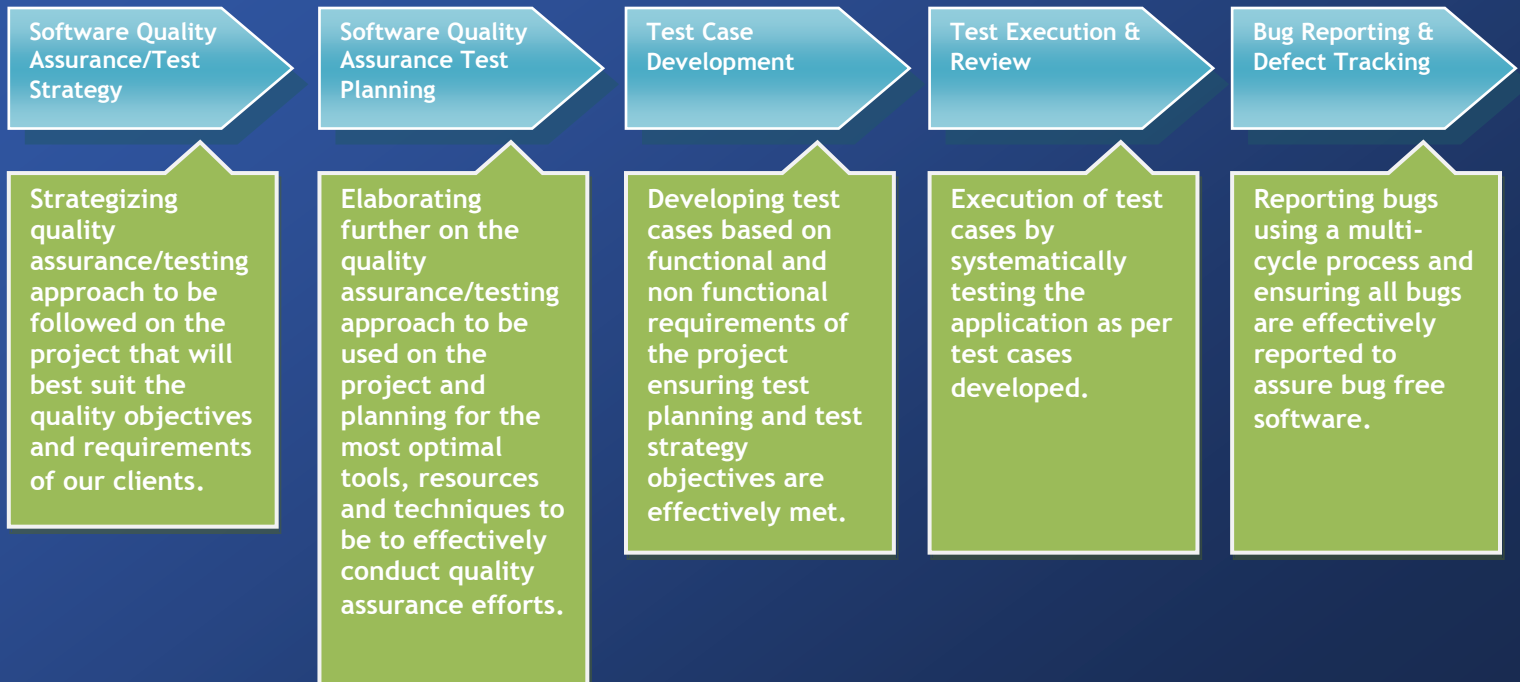 Software Quality
Assurance/Test
Strategy
Software Quality
Assurance Test
Planning
Test Case
Development
Test Execution &
Review
Bug Reporting &
Defect Tracking
Strategizing
quality
assurance/testing
approach to be
followed on the
project that will
best suit the
quality objectives
and requirements
of our clients.
Elaborating
further on the
quality
assurance/testing
approach to be
used on the
project and
planning for the
most optimal
tools, resources
and techniques to
be to effectively
conduct quality
assurance efforts.
Developing test
cases based on
functional and
non functional
requirements of
the project
ensuring test
planning and test
strategy
objectives are
effectively met.
Execution of test
cases by
systematically
testing the
application as per
test cases
developed.
Reporting bugs
using a multi-
cycle process and
ensuring all bugs
are effectively
reported to
assure bug free
software.